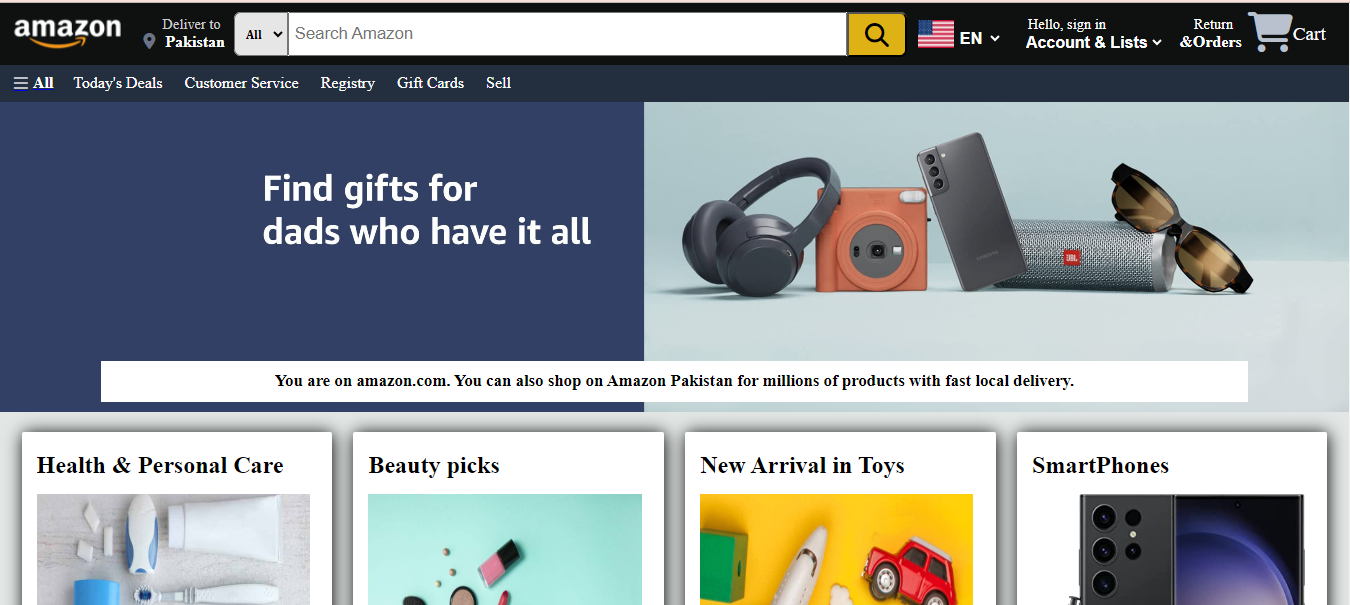 amazon
Deliver to
Pakistan
All
Search Amazon
EN
Hello, sign in
Account & Lists
Return
&Orders
Cart
All
Today's Deals
Customer Service
Registry
Gift Cards
Sell
Find gifts for
dads who have it all
JBL
SAMSUNG
You are on amazon.com. You can also shop on Amazon Pakistan for millions of products with fast local delivery.
Health & Personal Care
Beauty picks
New Arrival in Toys
SmartPhones